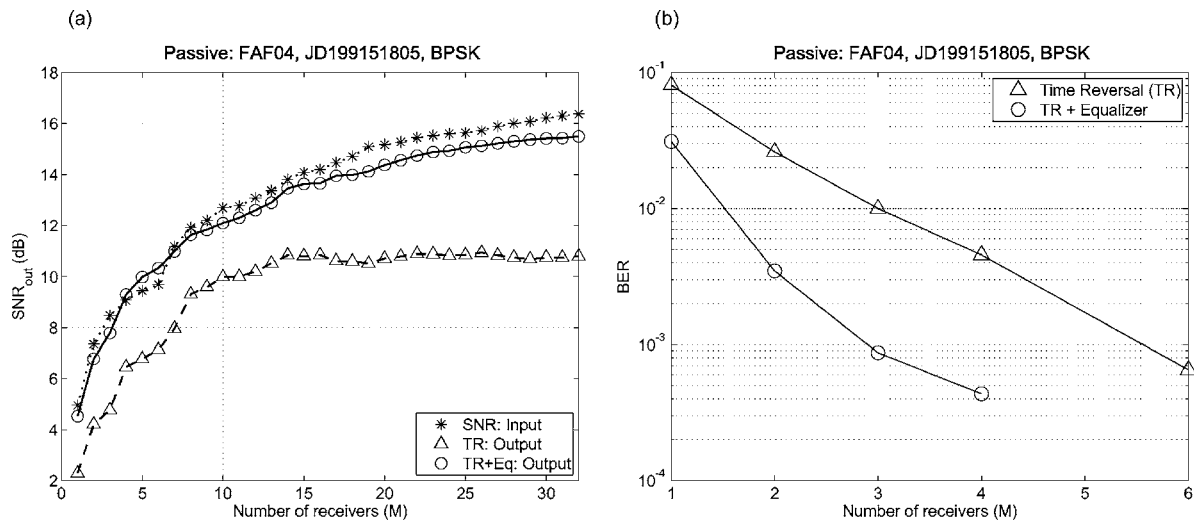 (a)
Passive: FAF04, JD199151805, BPSK
18
16
14
12
10
8
6
4
2
SNRout (dB)
0 5 10 15 20 25 30
Number of receivers (M)
SNR: Input
TR: Output
TR+Eq: Output
(b)
Passive: FAF04, JD199151805, BPSK
10-1
10-2
10-3
10-4
BER
1 2 3 4 5 6
Number of receivers (M)
Time Reversal (TR)
TR + Equalizer